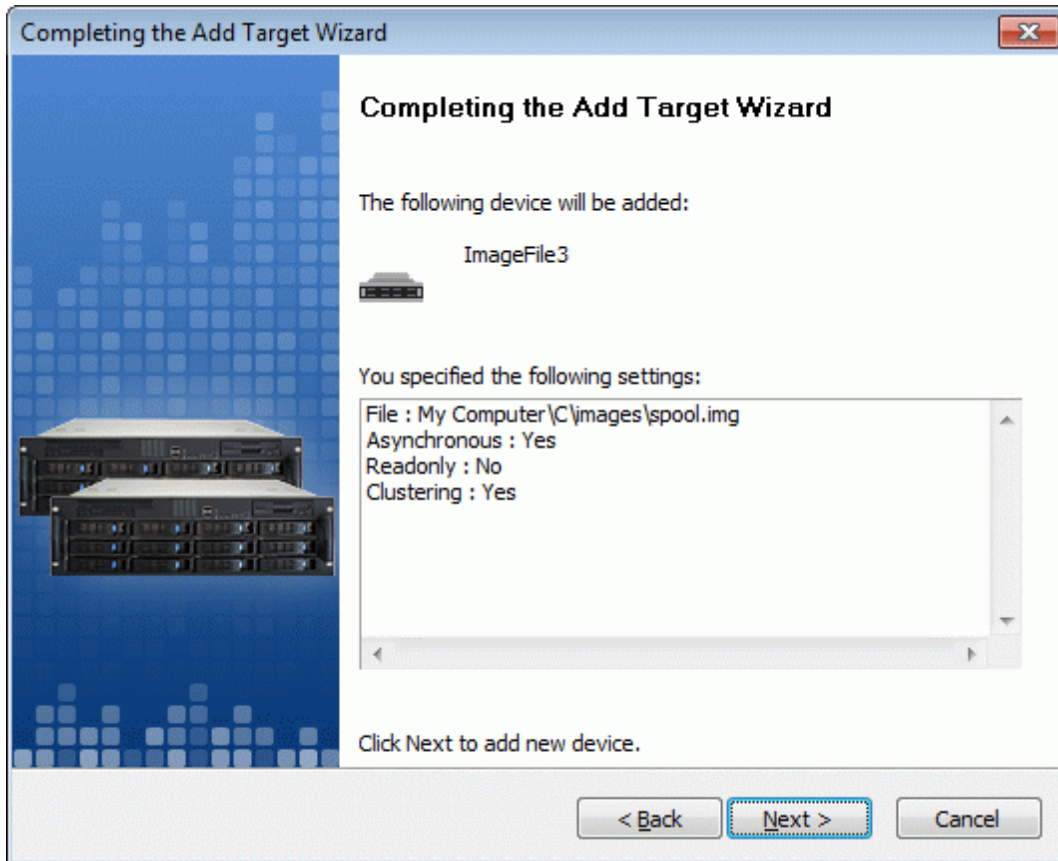 Completing the Add Target Wizard
Completing the Add Target Wizard
The following device will be added:
ImageFile3
You specified the following settings:
File : My Computer\C\images\spool.img
Asynchronous : Yes
Readonly : No
Clustering : Yes
Click Next to add new device.
< Back
Next >
Cancel